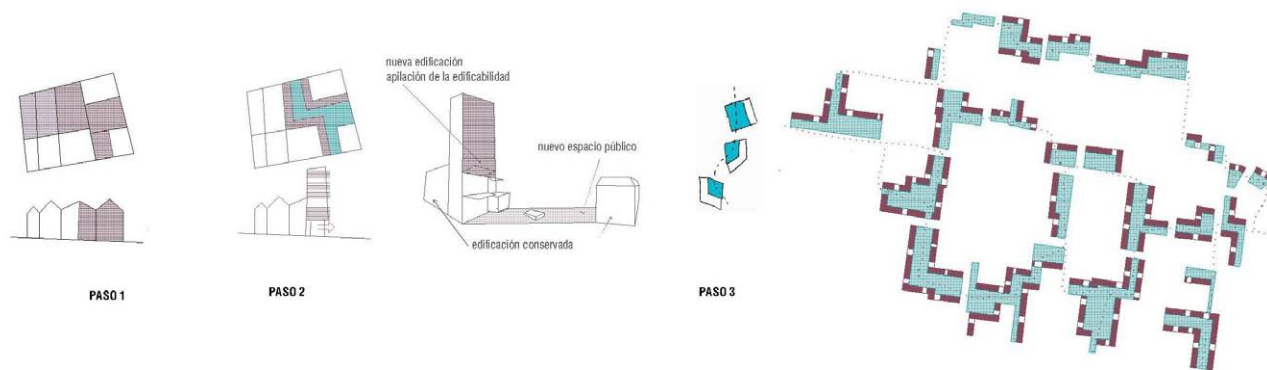 nueva edificación
apilación de la edificabilidad
nuevo espacio público
edificación conservada
PASO 1
PASO 2
PASO 3